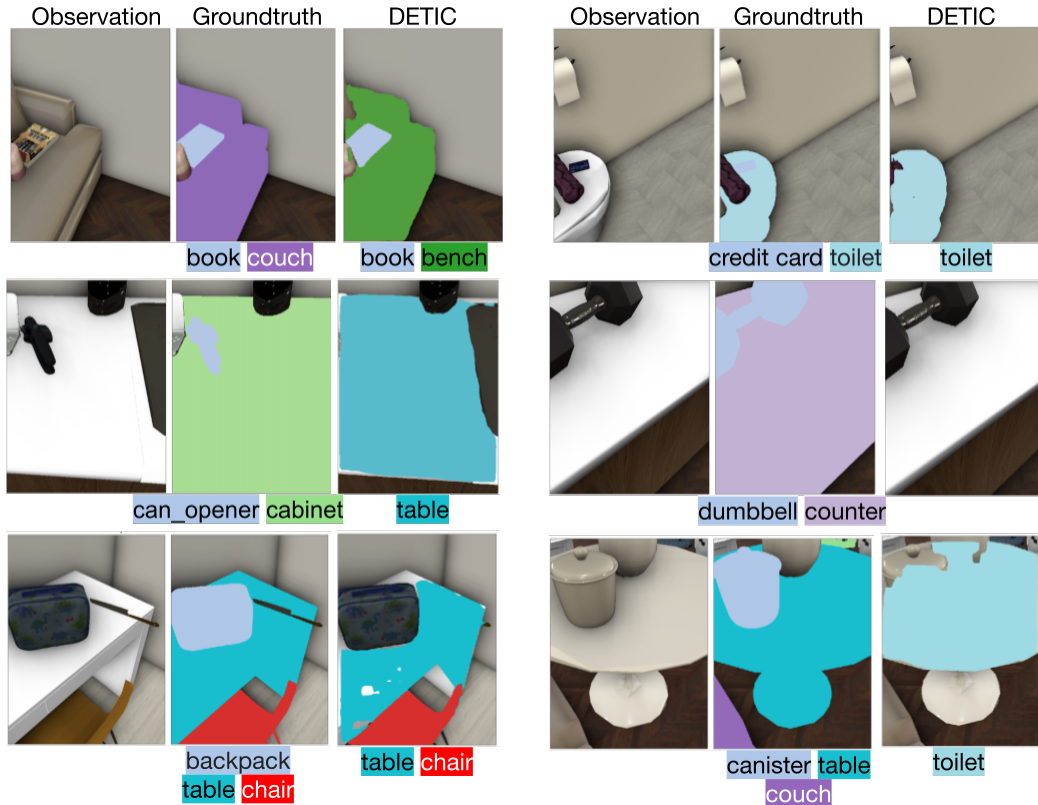 Observation Groundtruth DETIC
book couch book bench
can_opener cabinet table
backpack
table chair table chair
Observation Groundtruth DETIC
credit card toilet toilet
dumbbell counter
canister table toilet
couch